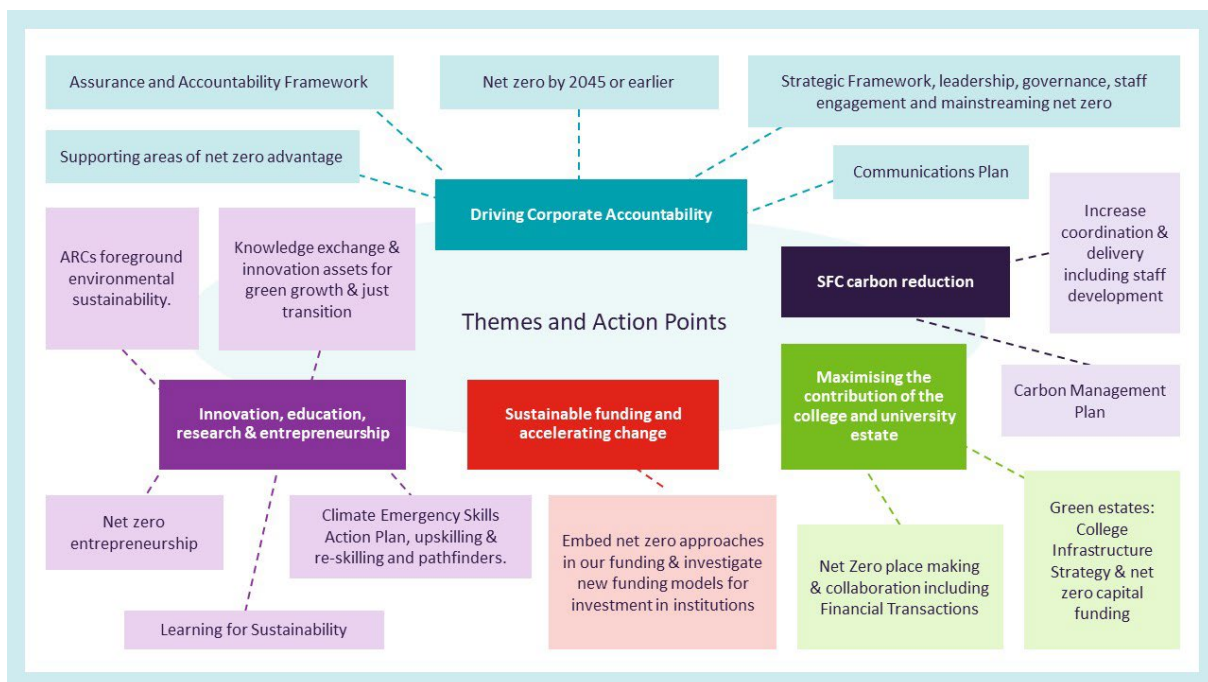 Assurance and Accountability Framework
Net zero by 2045 or earlier
Strategic Framework, leadership, governance, staff
engagement and mainstreaming net zero
Supporting areas of net zero advantage
Communications Plan
Driving Corporate Accountability
ARCs foreground
environmental
sustainability.
Knowledge exchange &
innovation assets for
green growth & just
transition
Increase
coordination &
delivery
including staff
development
SFC carbon reduction
Themes and Action Points
Carbon Management
Plan
Innovation, education,
research & entrepreneurship
Sustainable funding and
accelerating change
Maximising the
contribution of the
college and university
estate
Net zero
entrepreneurship
Climate Emergency Skills
Action Plan, upskilling &
re-skilling and pathfinders.
Learning for Sustainability
Embed net zero approaches
in our funding & investigate
new funding models for
investment in institutions
Net Zero place making
& collaboration including
Financial Transactions
Green estates:
College
Infrastructure
Strategy & net
zero capital
funding